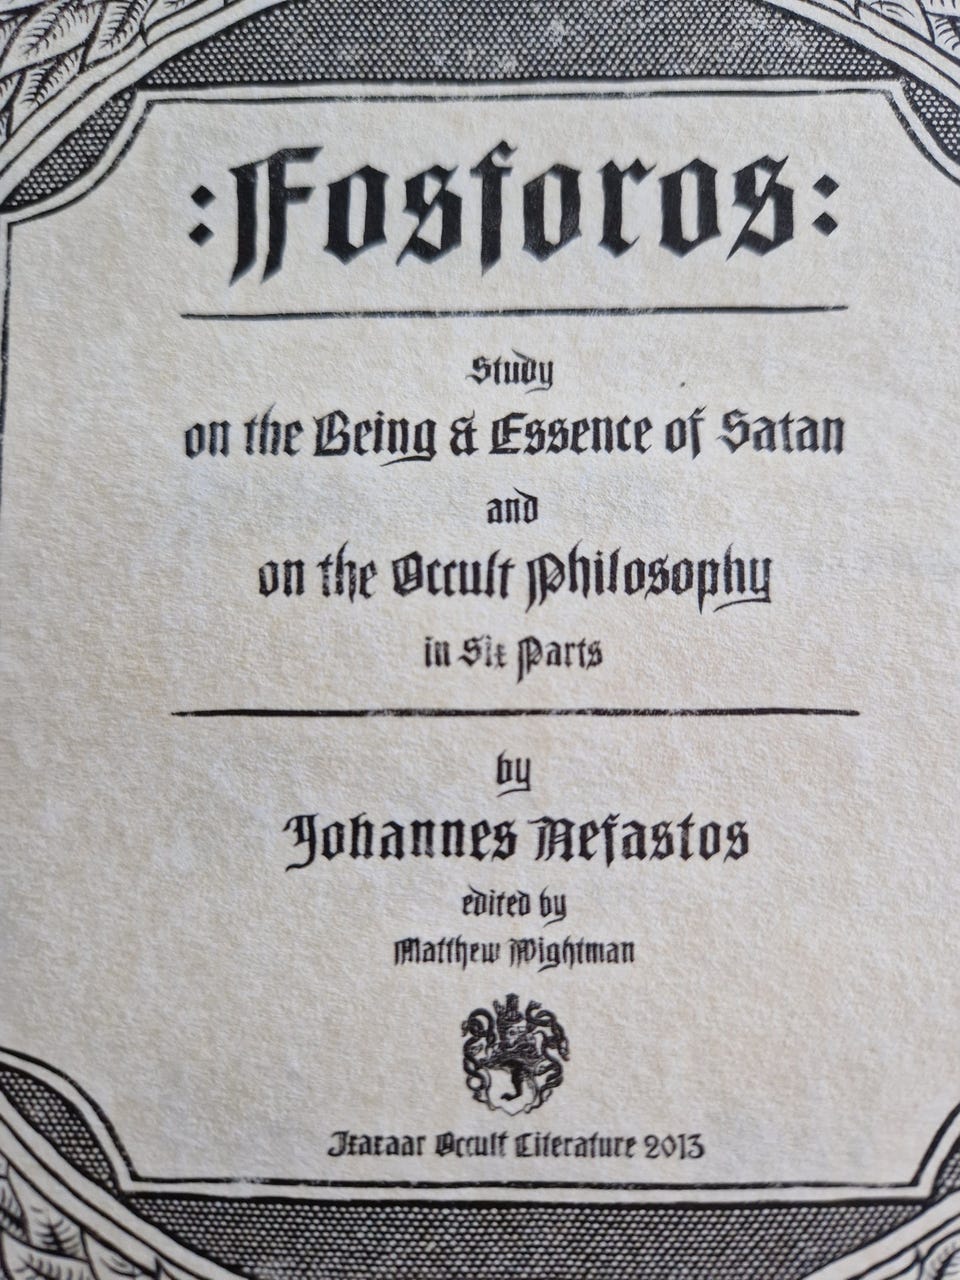 :Fosforos:
Study
on the Being & Essence of Satan
and
on the Occult Philosophy
in Six Parts
by
Johannes Nefastos
edited by
Matthew Wightman
J
Ixaxaar Occult Literature 2013